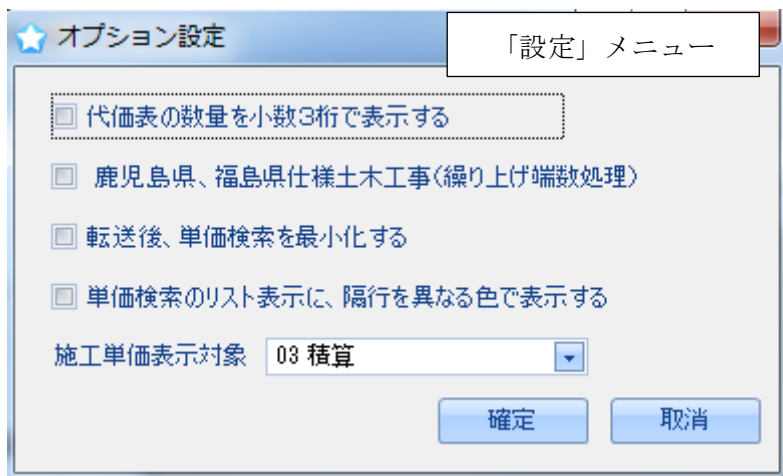 オプション設定
「設定」メニュー
代価表の数量を小数3桁で表示する
鹿児島県、福島県仕様土木工事(繰り上げ端数処理)
転送後、単価検索を最小化する
単価検索のリスト表示に、隔行を異なる色で表示する
施工単価表示対象 03 積算
確定 取消